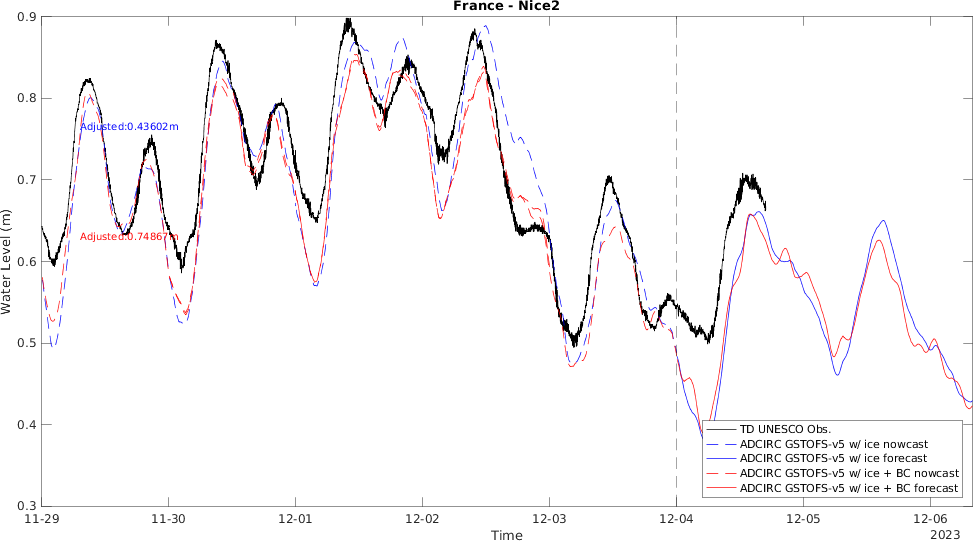 France - Nice2
0.9
0.8
0.7
0.6
0.5
0.4
0.3
Water Level (m)
Adjusted:0.43602m
Adjusted:0.74867m
TD UNESCO Obs.
ADCIRC GSTOFS-v5 w/ ice nowcast
ADCIRC GSTOFS-v5 w/ ice forecast
ADCIRC GSTOFS-v5 w/ ice + BC nowcast
ADCIRC GSTOFS-v5 w/ ice + BC forecast
11-29 11-30 12-01 12-02 12-03 12-04 12-05 12-06
Time
2023